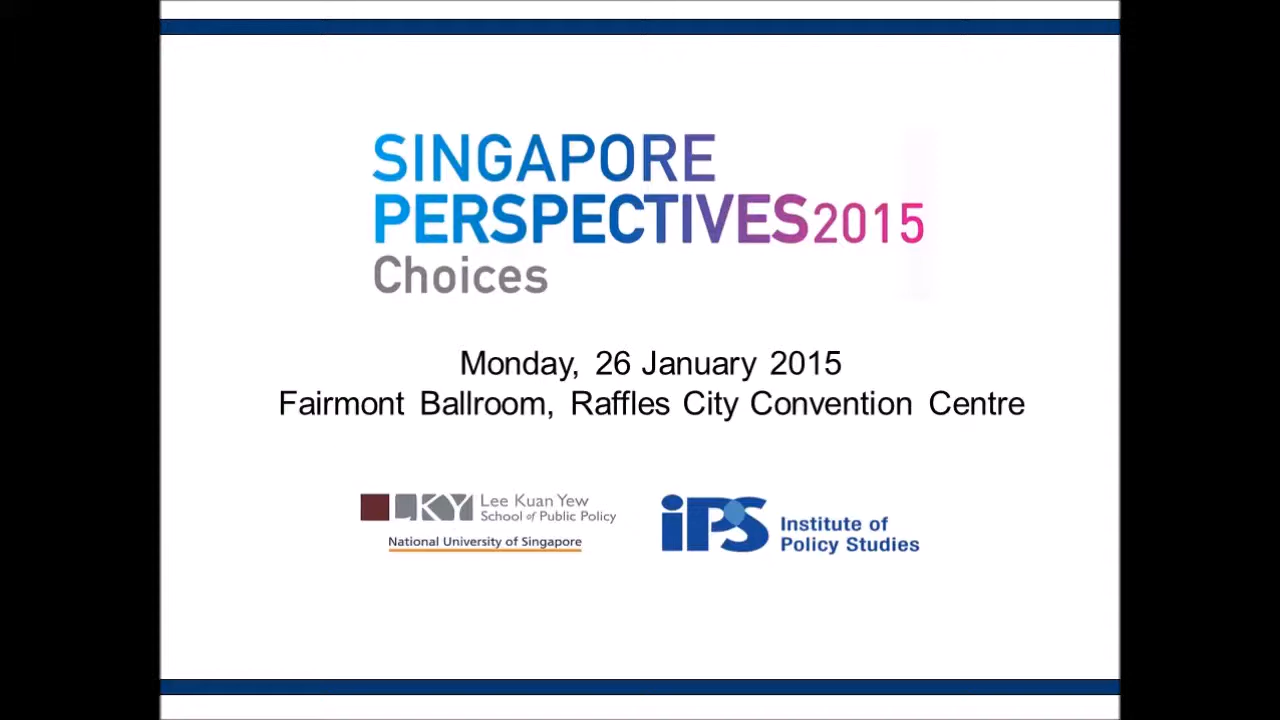 SINGAPORE
PERSPECTIVES2015
Choices
Monday, 26 January 2015
Fairmont Ballroom, Raffles City Convention Centre
LKY Lee Kuan Yew
School of Public Policy
National University of Singapore
iPS Institute of
Policy Studies